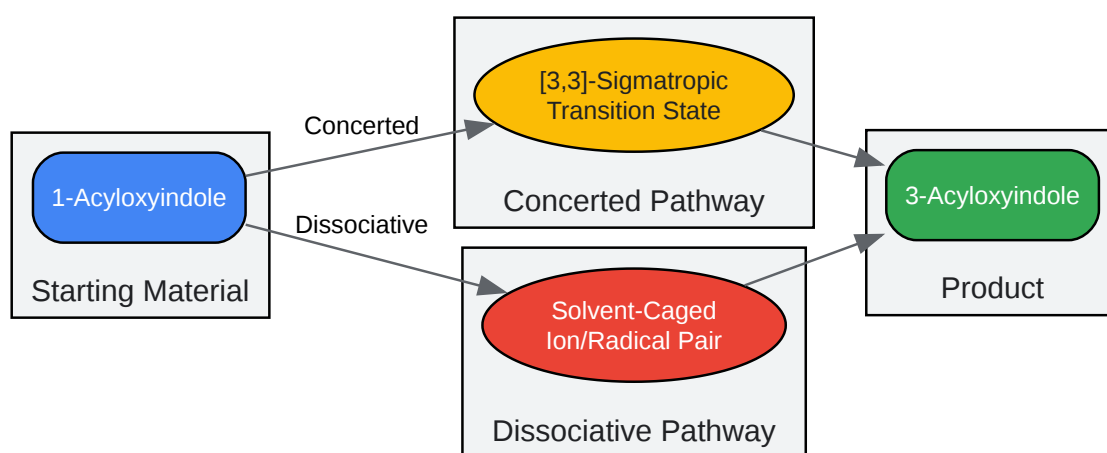 1-Acyloxyindole
Starting Material
Concerted
Dissociative
[3,3]-Sigmatropic
Transition State
Concerted Pathway
Solvent-Caged
Ion/Radical Pair
Dissociative Pathway
3-Acyloxyindole
Product